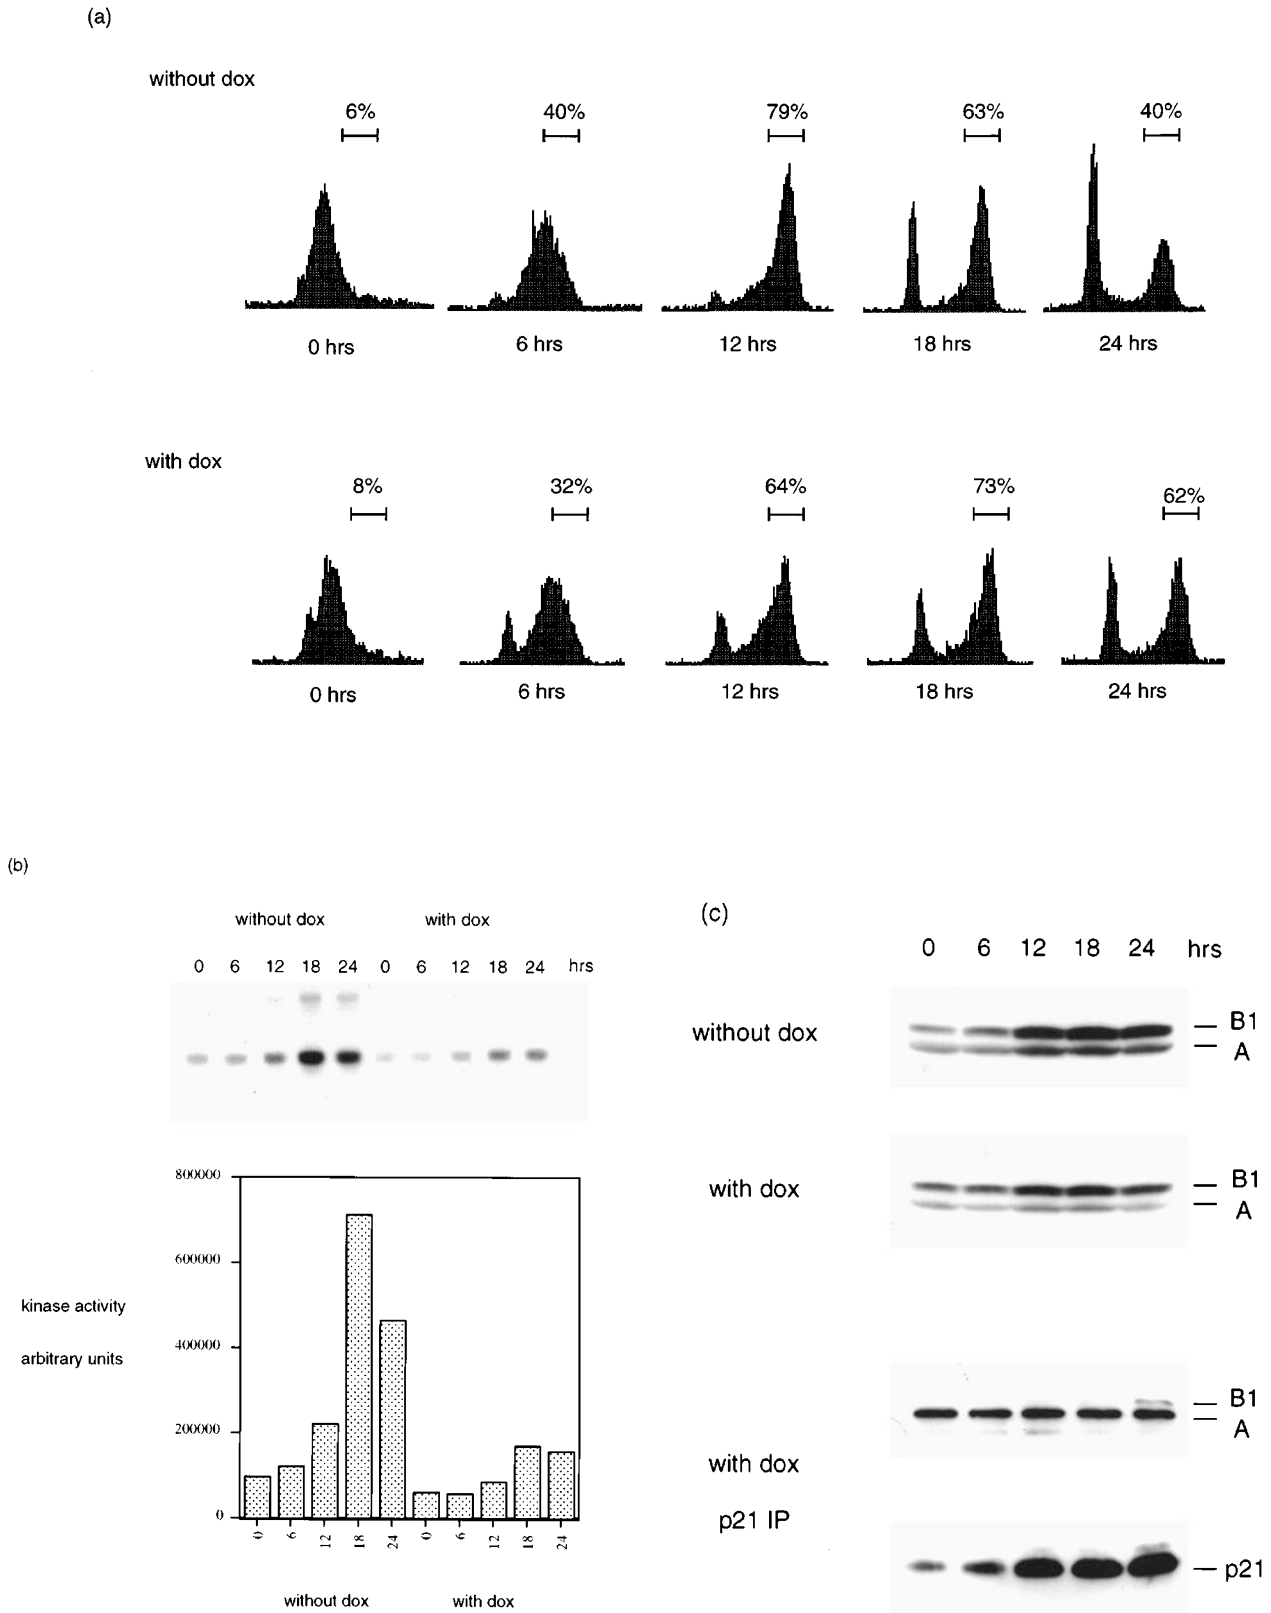 (a)
without dox
6% 40% 79% 63% 40%
0 hrs 6 hrs 12 hrs 18 hrs 24 hrs
with dox
8% 32% 64% 73% 62%
0 hrs 6 hrs 12 hrs 18 hrs 24 hrs
(b)
without dox with dox
0 6 12 18 24 0 6 12 18 24 hrs
800000
600000
kinase activity
400000
arbitrary units
200000
0
0 6 12 18 24 0 6 12 18 24
without dox with dox
(c)
0 6 12 18 24 hrs
without dox
B1
A
with dox
B1
A
B1
A
with dox
p21 IP
p21